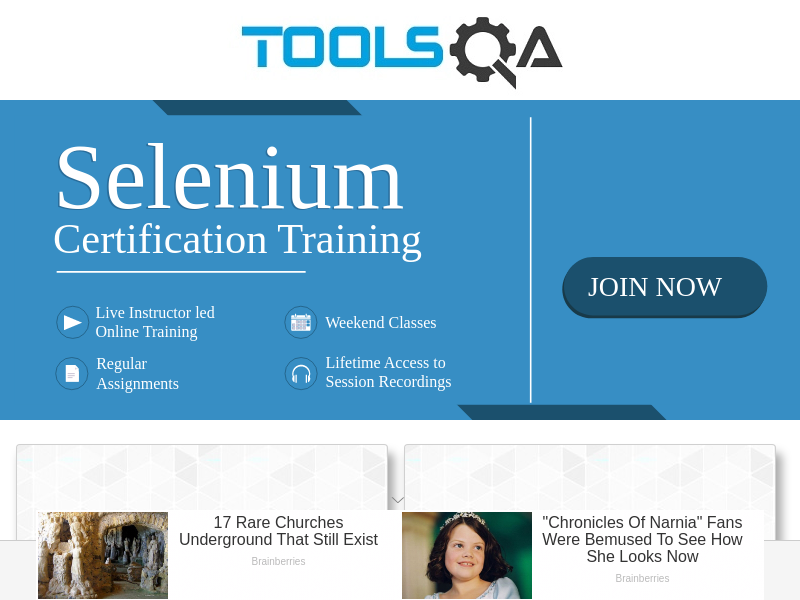 TOOLSQA
Selenium
Certification Training
JOIN NOW
Live Instructor led
Online Training
Weekend Classes
Regular
Assignments
Lifetime Access to
Session Recordings
17 Rare Churches
Underground That Still Exist
Brainberries
"Chronicles Of Narnia" Fans
Were Bemused To See How
She Looks Now
Brainberries